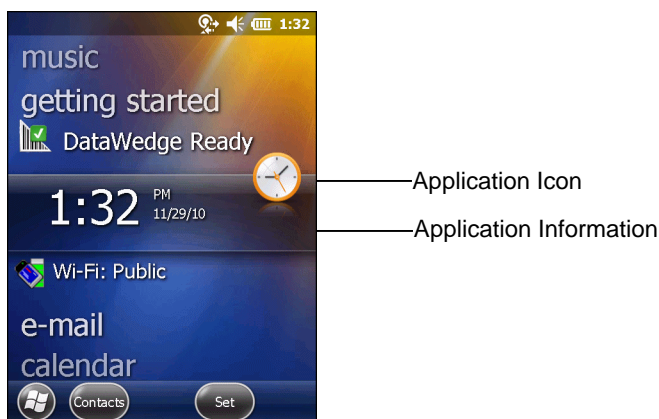 1:32
music
getting started
DataWedge Ready
Application Icon
1:32 PM
11/29/10
Application Information
Wi-Fi: Public
e-mail
calendar
Contacts Set